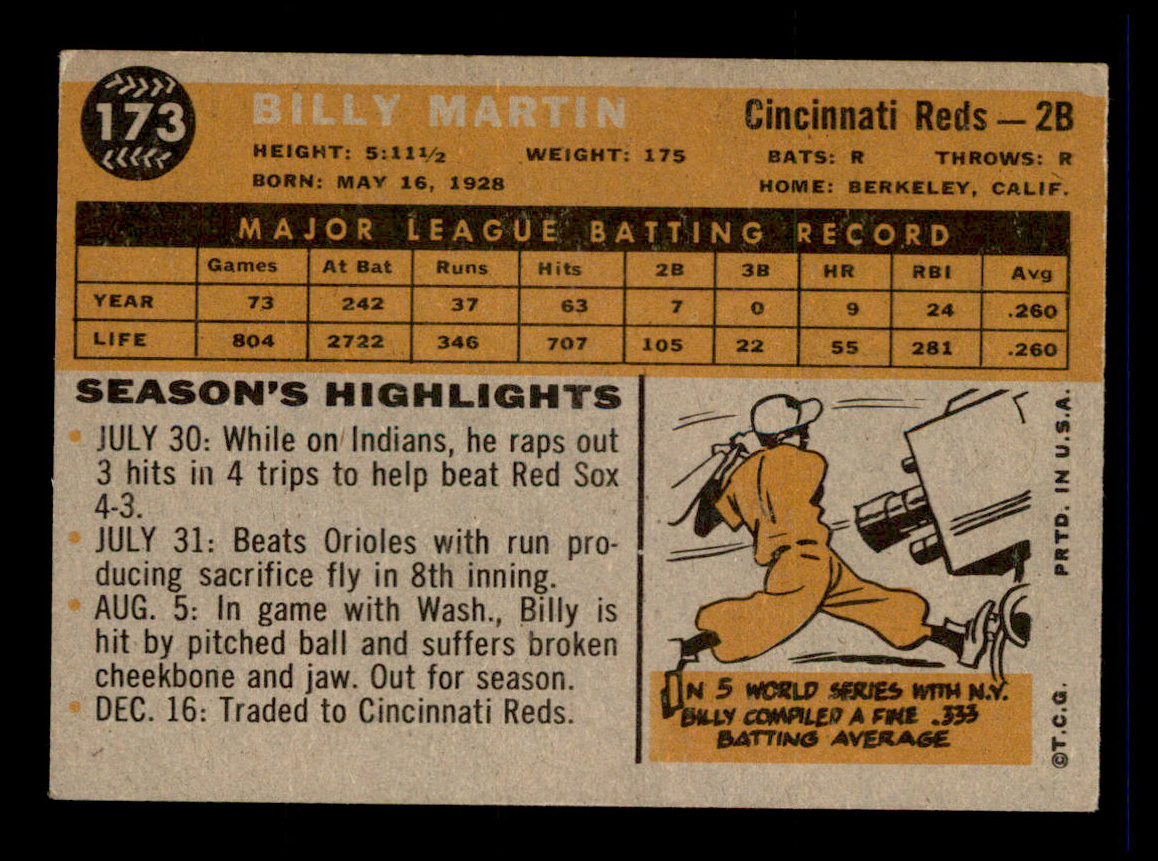 173
BILLY MARTIN
Cincinnati Reds — 2B
HEIGHT: 5:11½ WEIGHT: 175 BATS: R THROWS: R
BORN: MAY 16, 1928 HOME: BERKELEY, CALIF.
MAJOR LEAGUE BATTING RECORD
Games At Bat Runs Hits 2B 3B HR RBI Avg
YEAR 73 242 37 63 7 0 9 24 .260
LIFE 804 2722 346 707 105 22 55 281 .260
SEASON'S HIGHLIGHTS
• JULY 30: While on Indians, he raps out
3 hits in 4 trips to help beat Red Sox
4-3.
• JULY 31: Beats Orioles with run pro-
ducing sacrifice fly in 8th inning.
• AUG. 5: In game with Wash., Billy is
hit by pitched ball and suffers broken
cheekbone and jaw. Out for season.
• DEC. 16: Traded to Cincinnati Reds.
IN 5 WORLD SERIES WITH N.Y.
BILLY COMPILED A FINE .333
BATTING AVERAGE
©T.C.G. PRTD. IN U.S.A.